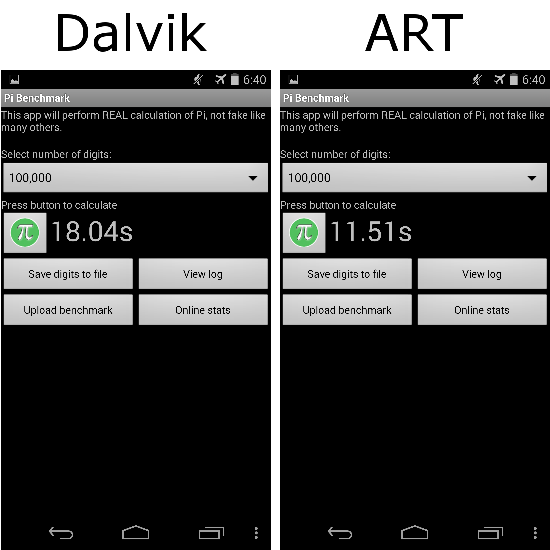 Dalvik
ART
6:40
Pi Benchmark
This app will perform REAL calculation of Pi, not fake like
many others.
Select number of digits:
100,000
Press button to calculate
π
18.04s
Save digits to file
View log
Upload benchmark
Online stats
6:40
Pi Benchmark
This app will perform REAL calculation of Pi, not fake like
many others.
Select number of digits:
100,000
Press button to calculate
π
11.51s
Save digits to file
View log
Upload benchmark
Online stats